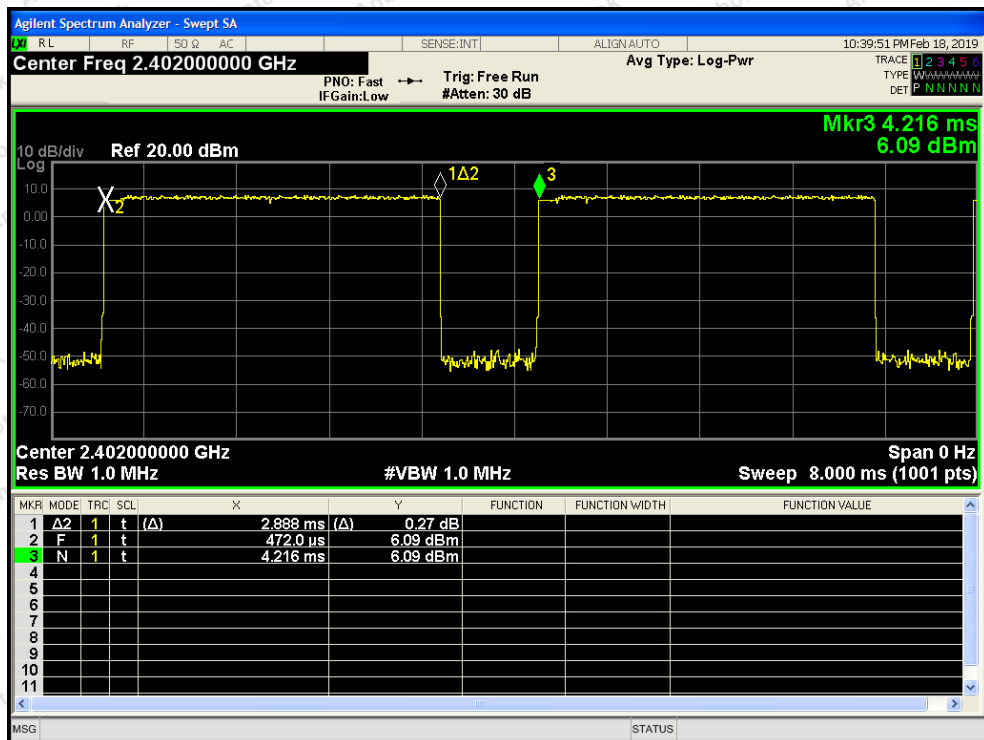 Agilent Spectrum Analyzer - Swept SA
LXI RL RF 50 Ω AC SENSE:INT ALIGN AUTO 10:39:51 PM Feb 18, 2019
Center Freq 2.402000000 GHz Avg Type: Log-Pwr TRACE 1 2 3 4 5 6
PNO: Fast Trig: Free Run TYPE WWWWWW
IFGain:Low #Atten: 30 dB DET P N N N N N
Mkr3 4.216 ms
10 dB/div Ref 20.00 dBm 6.09 dBm
Log
1Δ2 3
10.0
2
0.00
-10.0
-20.0
-30.0
-40.0
-50.0
-60.0
-70.0
Center 2.402000000 GHz Span 0 Hz
Res BW 1.0 MHz #VBW 1.0 MHz Sweep 8.000 ms (1001 pts)
MKR MODE TRC SCL X Y FUNCTION FUNCTION WIDTH FUNCTION VALUE
1 Δ2 1 t (Δ) 2.888 ms (Δ) 0.27 dB
2 F 1 t 472.0 µs 6.09 dBm
3 N 1 t 4.216 ms 6.09 dBm
4
5
6
7
8
9
10
11
MSG STATUS